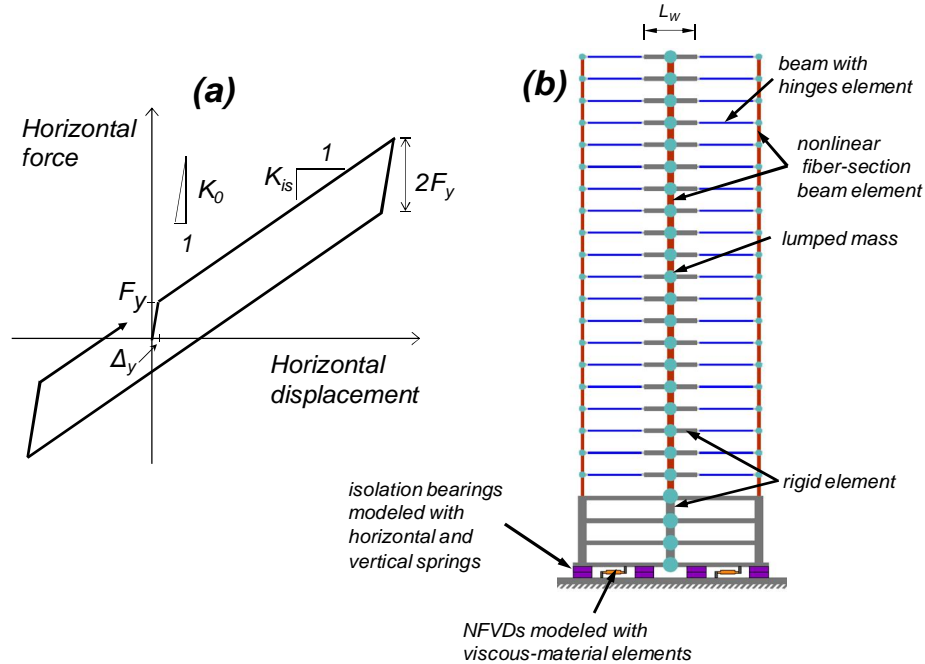 (a)
Horizontal
force
K0
1
Kis
1
2Fy
Fy
Δy
Horizontal
displacement
(b)
Lw
beam with
hinges element
nonlinear
fiber-section
beam element
lumped mass
rigid element
isolation bearings
modeled with
horizontal and
vertical springs
NFVDs modeled with
viscous-material elements